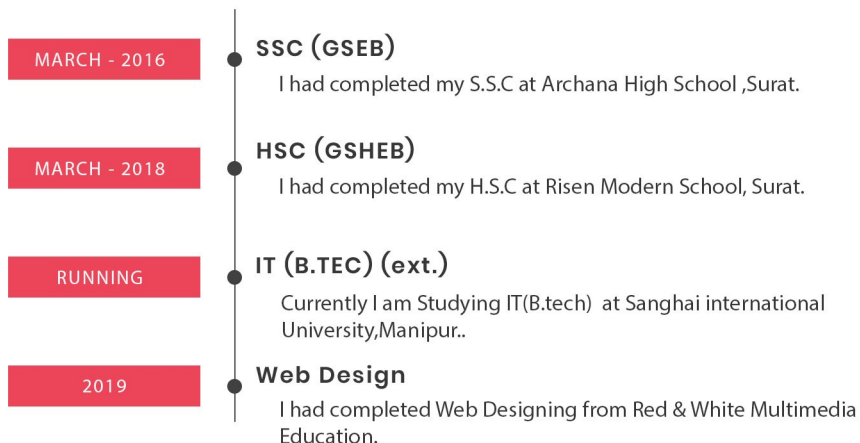 MARCH - 2016
SSC (GSEB)
I had completed my S.S.C at Archana High School ,Surat.
MARCH - 2018
HSC (GSHEB)
I had completed my H.S.C at Risen Modern School, Surat.
RUNNING
IT (B.TEC) (ext.)
Currently I am Studying IT(B.tech) at Sanghai international
University,Manipur..
2019
Web Design
I had completed Web Designing from Red & White Multimedia
Education.